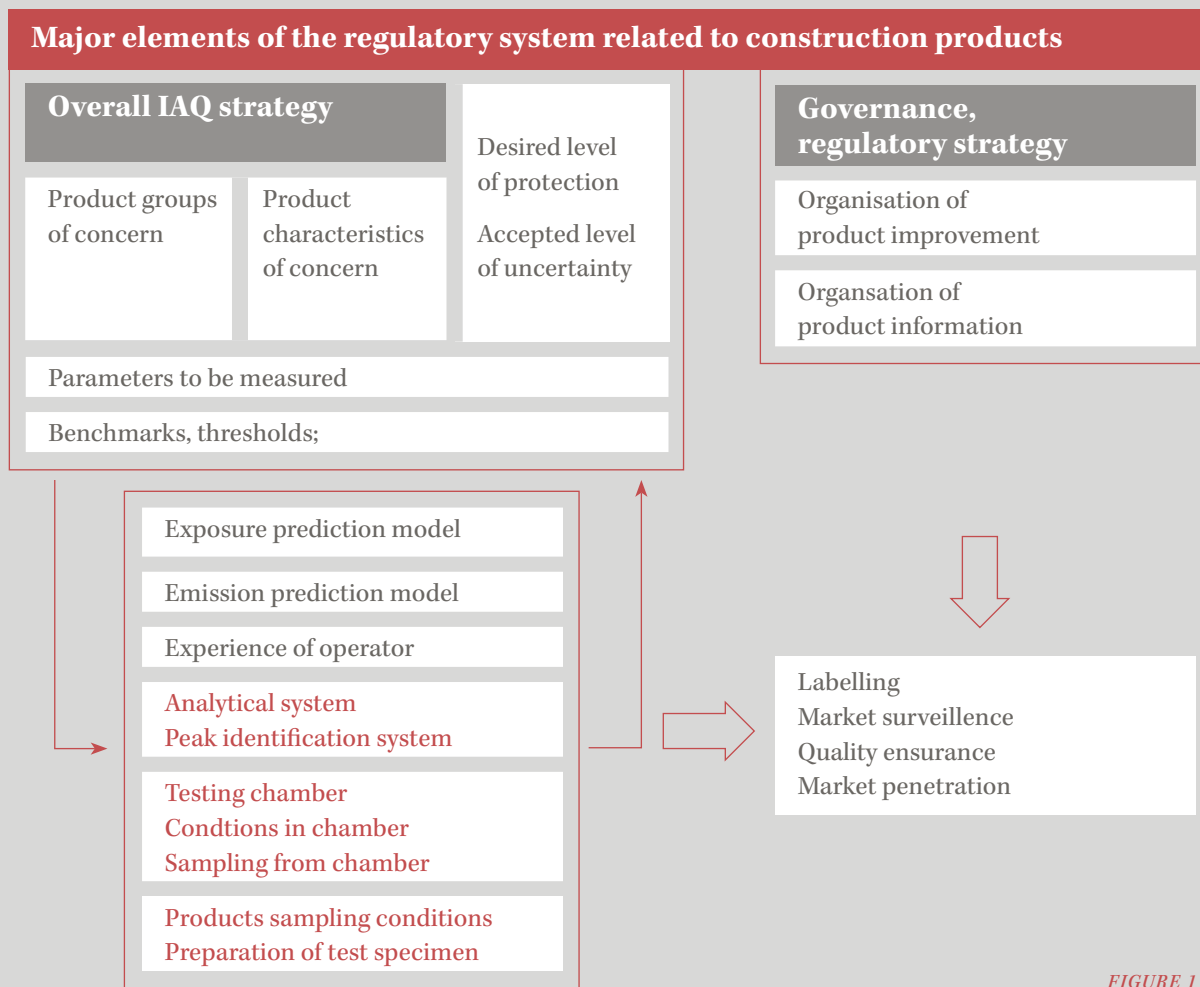 Major elements of the regulatory system related to construction products
Overall IAQ strategy
Product groups
of concern
Product
characteristics
of concern
Desired level
of protection
Accepted level
of uncertainty
Parameters to be measured
Benchmarks, thresholds;
Governance,
regulatory strategy
Organisation of
product improvement
Organsation of
product information
Exposure prediction model
Emission prediction model
Experience of operator
Analytical system
Peak identification system
Testing chamber
Condtions in chamber
Sampling from chamber
Products sampling conditions
Preparation of test specimen
Labelling
Market surveillence
Quality ensurance
Market penetration
FIGURE 1